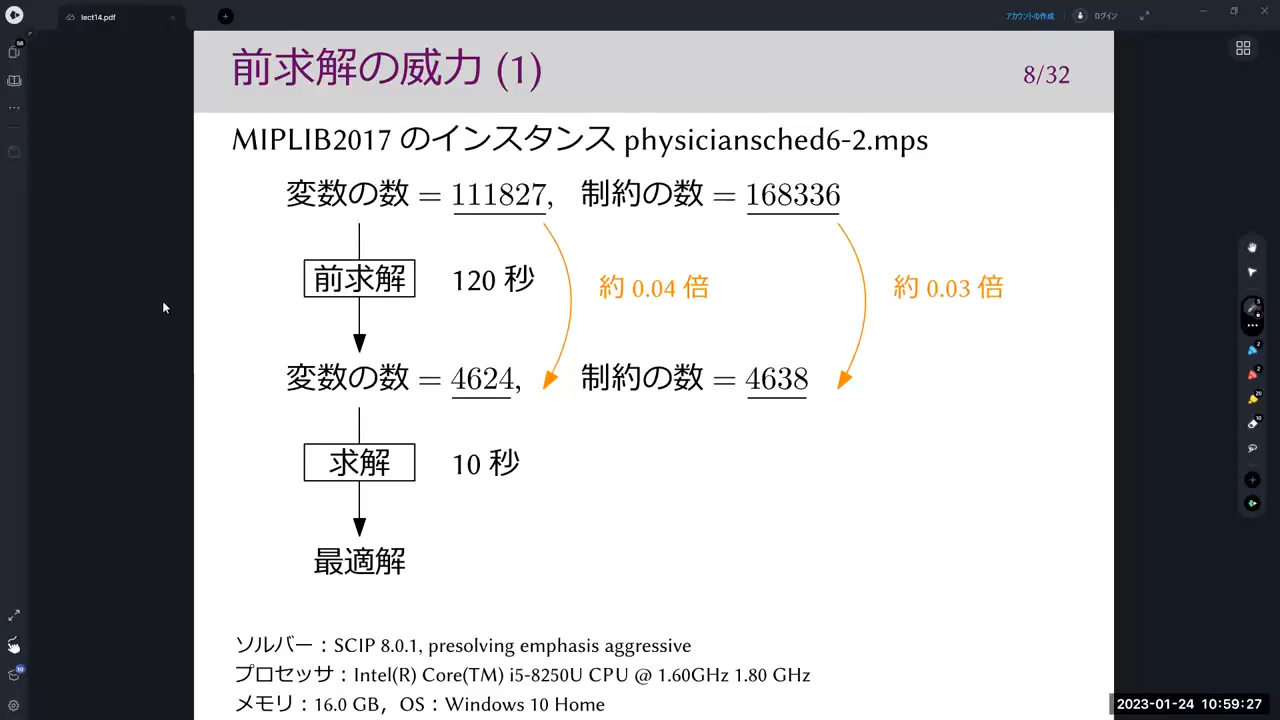 lect14.pdf
アカウントの作成
ログイン
前求解の威力 (1)
8/32
MIPLIB2017 のインスタンス physiciansched6-2.mps
変数の数 = 111827, 制約の数 = 168336
前求解 120 秒 約 0.04 倍 約 0.03 倍
変数の数 = 4624, 制約の数 = 4638
求解 10 秒
最適解
ソルバー：SCIP 8.0.1, presolving emphasis aggressive
プロセッサ：Intel(R) Core(TM) i5-8250U CPU @ 1.60GHz 1.80 GHz
メモリ：16.0 GB，OS：Windows 10 Home
2023-01-24 10:59:27